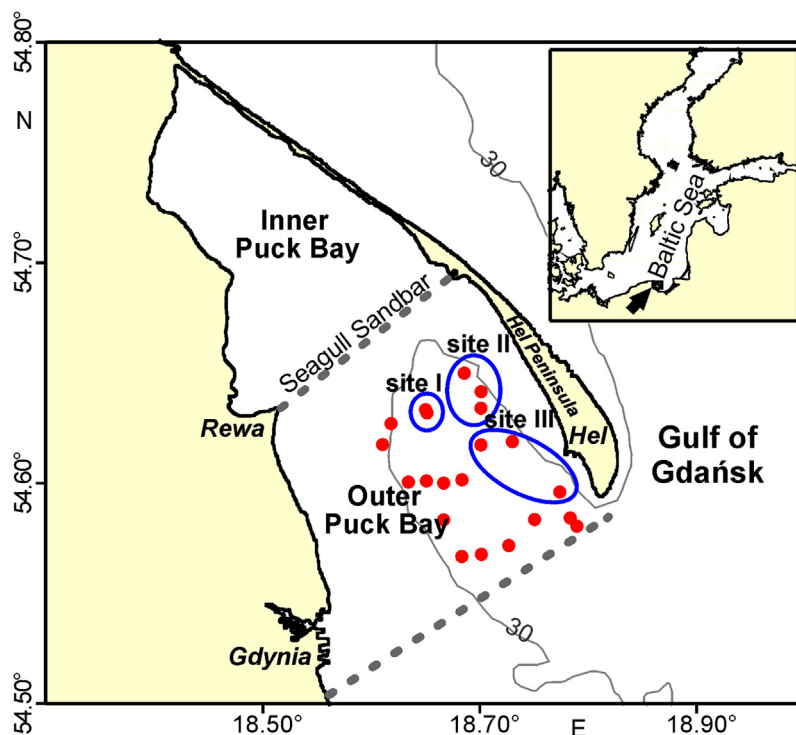 54.80°
N
30
Inner
Puck Bay
Baltic Sea
54.70°
Seagull Sandbar
Hel Peninsula
site II
site I
site III
Rewa
Hel
Gulf of
Gdańsk
54.60°
Outer
Puck Bay
30
Gdynia
54.50°
18.50°
18.70°
E
18.90°